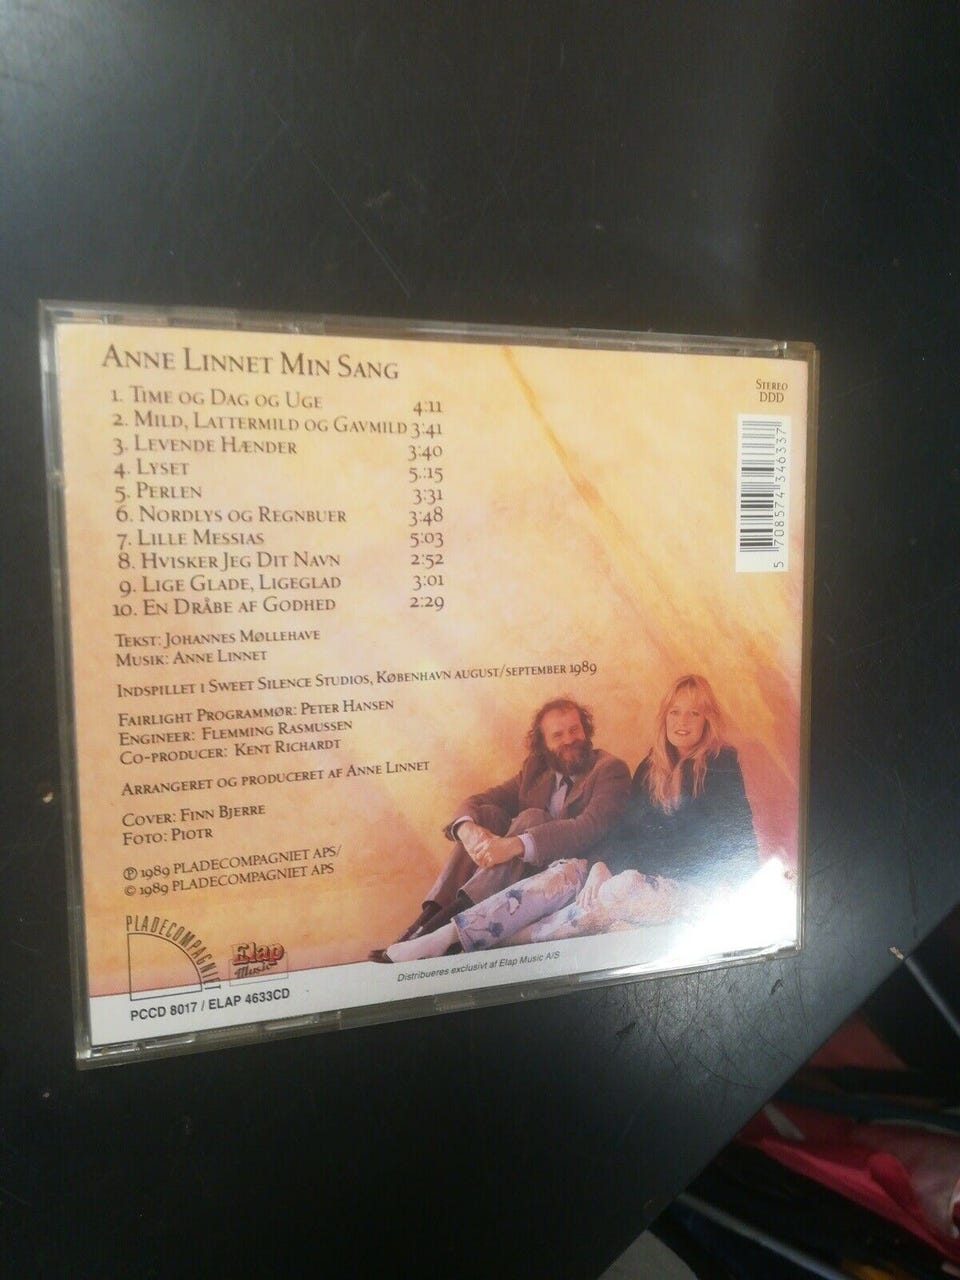 ANNE LINNET MIN SANG
1. TIME OG DAG OG UGE 4:11
2. MILD, LATTERMILD OG GAVMILD 3:41
3. LEVENDE HÆNDER 3:40
4. LYSET 5:15
5. PERLEN 3:31
6. NORDLYS OG REGNBUER 3:48
7. LILLE MESSIAS 5:03
8. HVISKER JEG DIT NAVN 2:52
9. LIGE GLADE, LIGEGLAD 3:01
10. EN DRÅBE AF GODHED 2:29
TEKST: JOHANNES MØLLEHAVE
MUSIK: ANNE LINNET
INDSPILLET I SWEET SILENCE STUDIOS, KØBENHAVN AUGUST/SEPTEMBER 1989
FAIRLIGHT PROGRAMMØR: PETER HANSEN
ENGINEER: FLEMMING RASMUSSEN
CO-PRODUCER: KENT RICHARDT
ARRANGERET OG PRODUCERET AF ANNE LINNET
COVER: FINN BJERRE
FOTO: PIOTR
℗ 1989 PLADECOMPAGNIET APS/
© 1989 PLADECOMPAGNIET APS
PLADECOMPAGNIET
Elap
Music
PCCD 8017 / ELAP 4633CD
Distribueres exclusivt af Elap Music A/S
STEREO
DDD
5 708574 346337